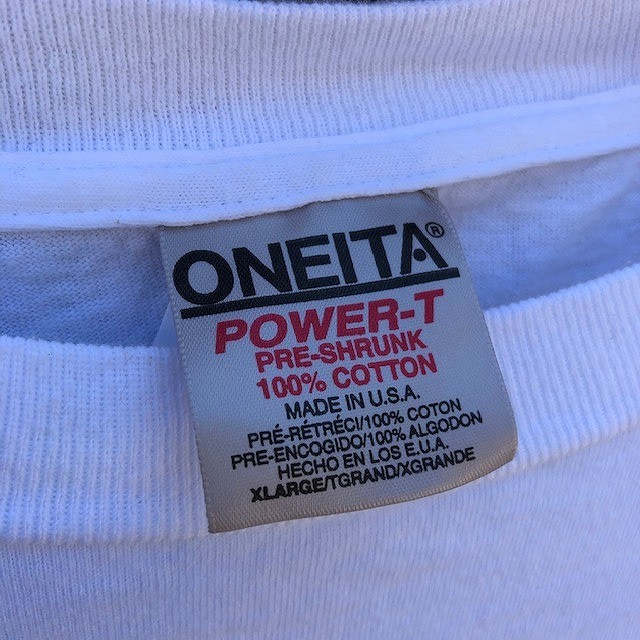 ONEITA®
POWER-T
PRE-SHRUNK
100% COTTON
MADE IN U.S.A.
PRÉ-RÉTRÉCI/100% COTON
PRE-ENCOGIDO/100% ALGODON
HECHO EN LOS E.U.A.
XLARGE/TGRAND/XGRANDE